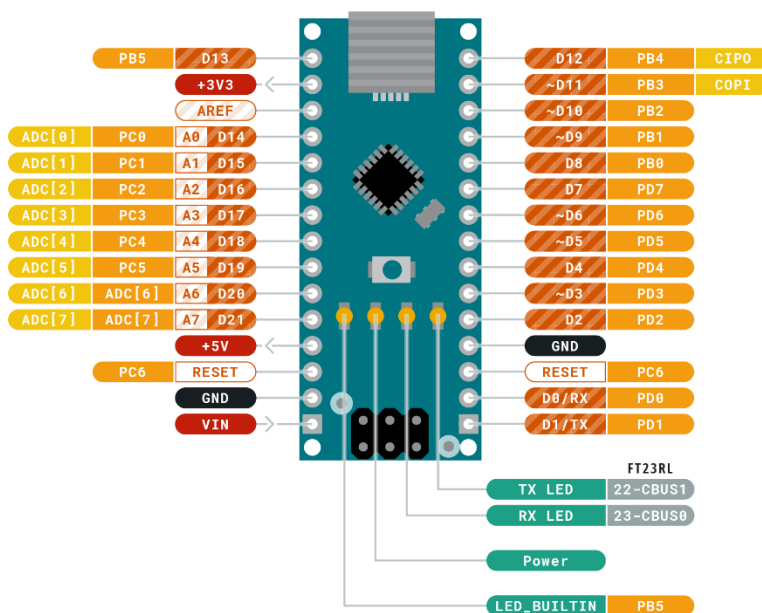 PB5 D13 D12 PB4 CIPO
+3V3 ~D11 PB3 COPI
AREF ~D10 PB2
ADC[0] PC0 A0 D14 ~D9 PB1
ADC[1] PC1 A1 D15 D8 PB0
ADC[2] PC2 A2 D16 D7 PD7
ADC[3] PC3 A3 D17 ~D6 PD6
ADC[4] PC4 A4 D18 ~D5 PD5
ADC[5] PC5 A5 D19 D4 PD4
ADC[6] ADC[6] A6 D20 ~D3 PD3
ADC[7] ADC[7] A7 D21 D2 PD2
+5V GND
PC6 RESET RESET PC6
GND D0/RX PD0
VIN D1/TX PD1
FT23RL
TX LED 22-CBUS1
RX LED 23-CBUS0
Power
LED_BUILTIN PB5